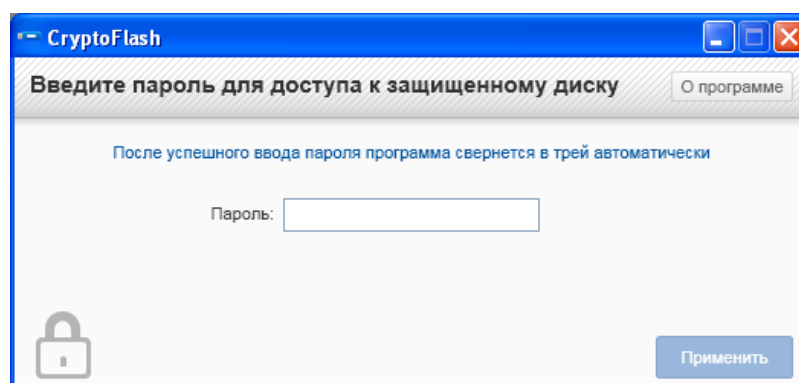 CryptoFlash
Введите пароль для доступа к защищенному диску
О программе
После успешного ввода пароля программа свернется в трей автоматически
Пароль:
Применить